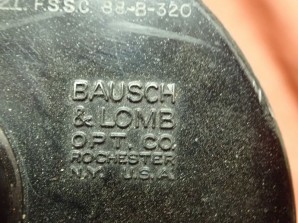 F.S.S.C. 88-B-320
BAUSCH
& LOMB
OPT. CO.
ROCHESTER
N.Y. U.S.A.